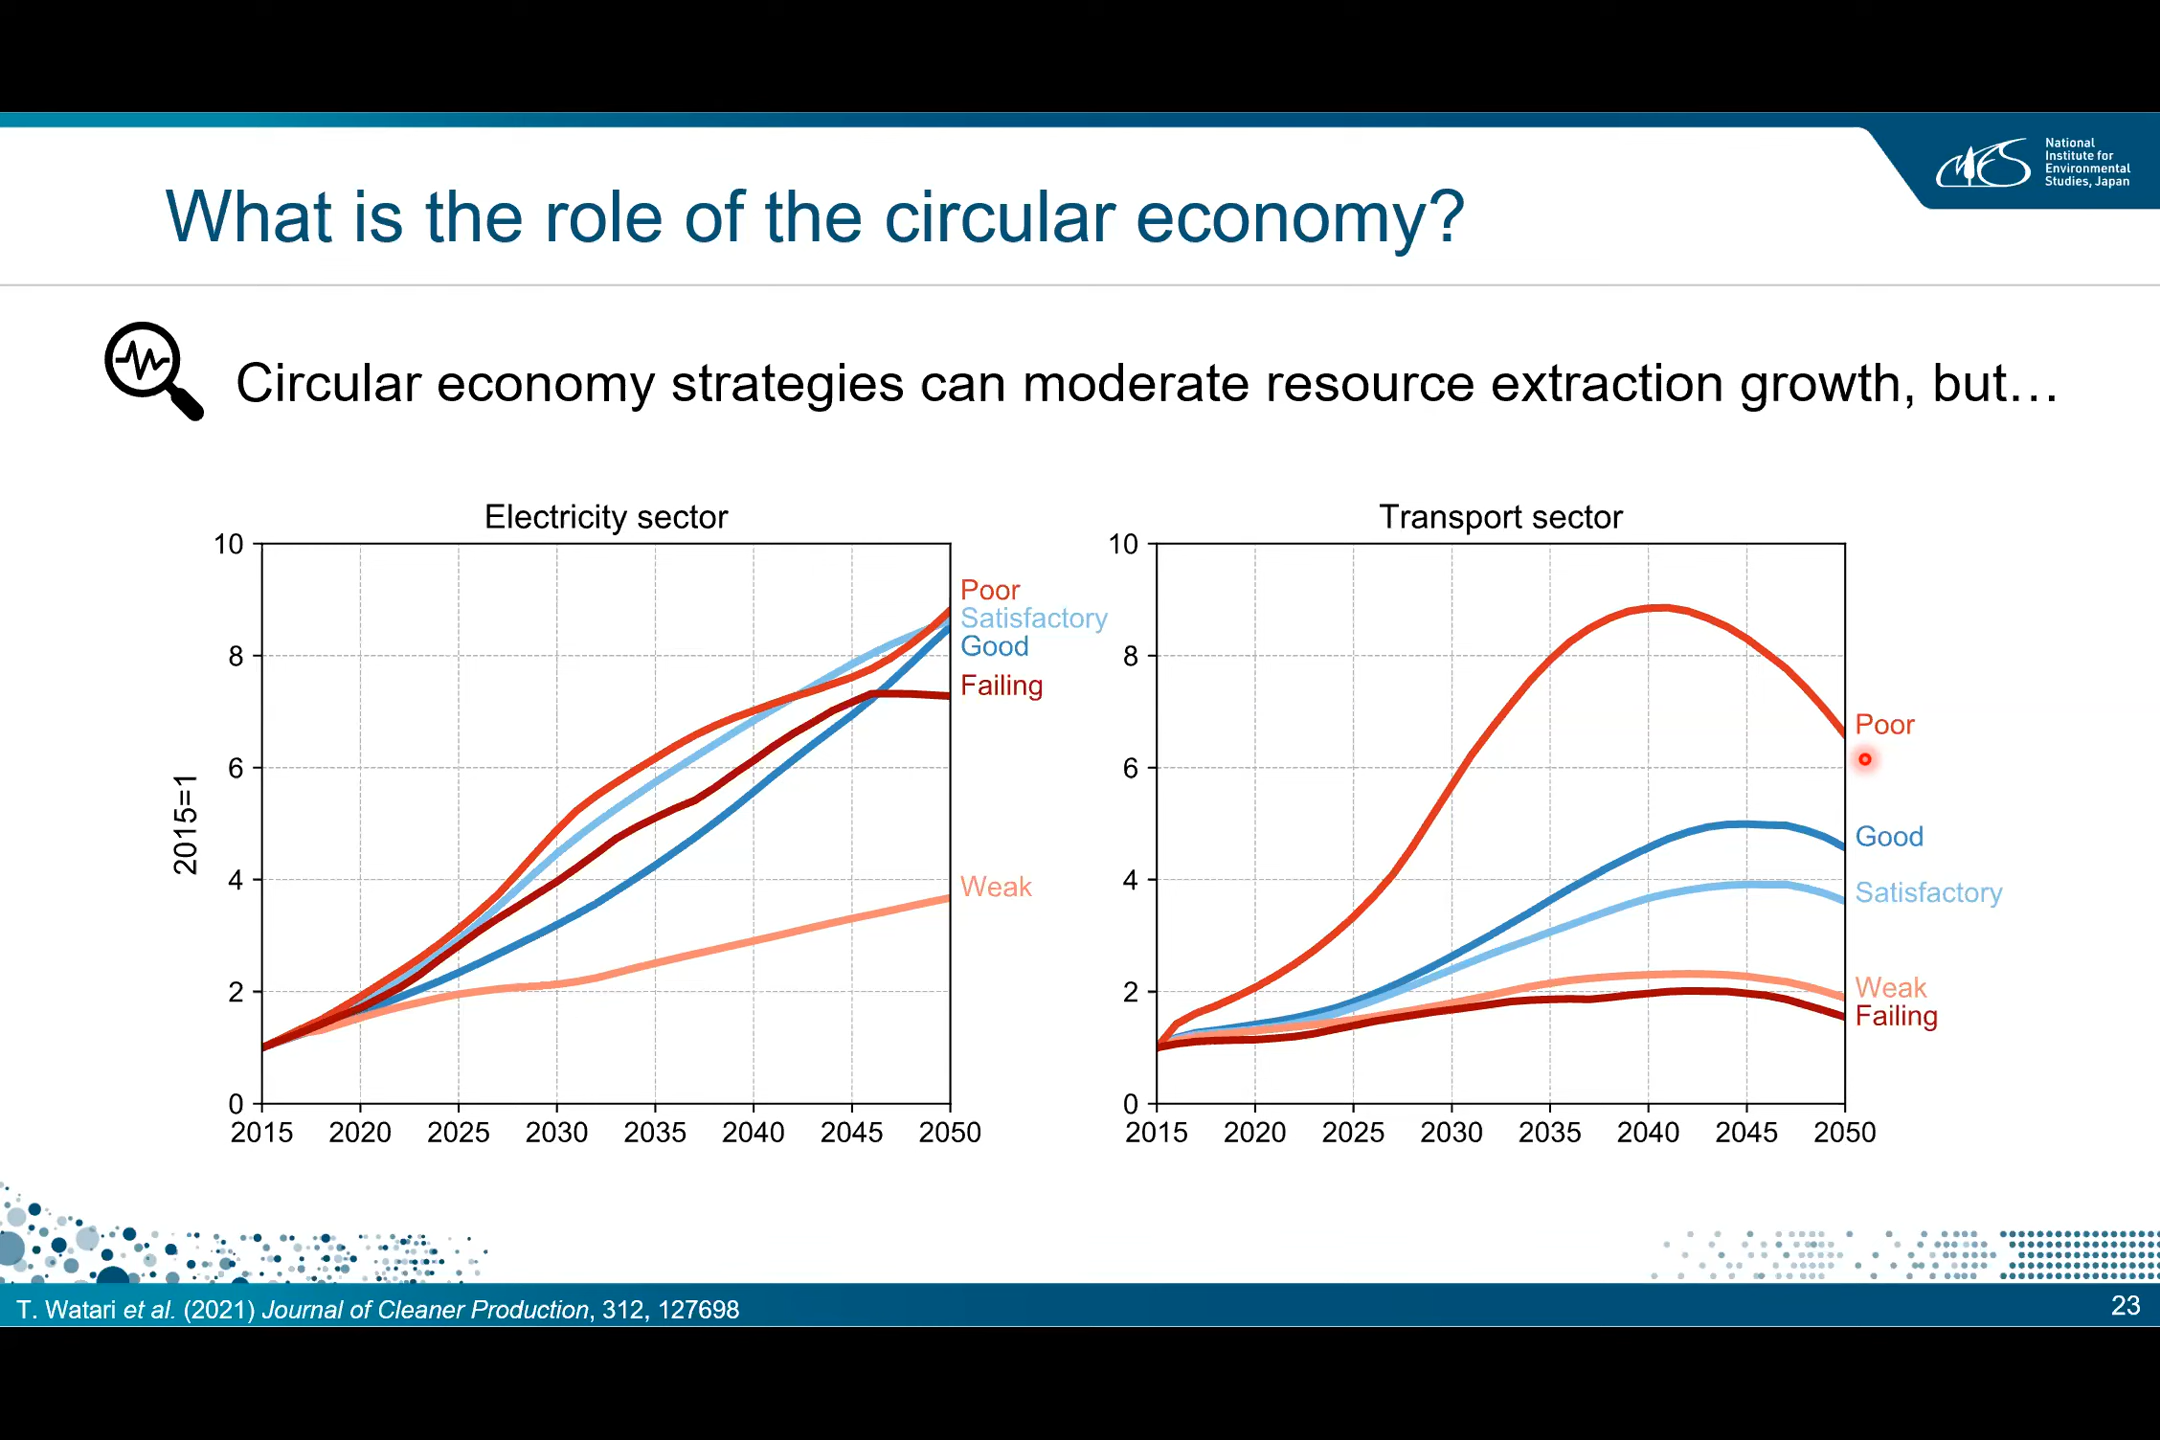 National
Institute for
Environmental
Studies, Japan
What is the role of the circular economy?
Circular economy strategies can moderate resource extraction growth, but…
Electricity sector
10
8
6
4
2
0
2015=1
2015 2020 2025 2030 2035 2040 2045 2050
Poor
Satisfactory
Good
Failing
Weak
Transport sector
10
8
6
4
2
0
2015 2020 2025 2030 2035 2040 2045 2050
Poor
Good
Satisfactory
Weak
Failing
T. Watari et al. (2021) Journal of Cleaner Production, 312, 127698
23